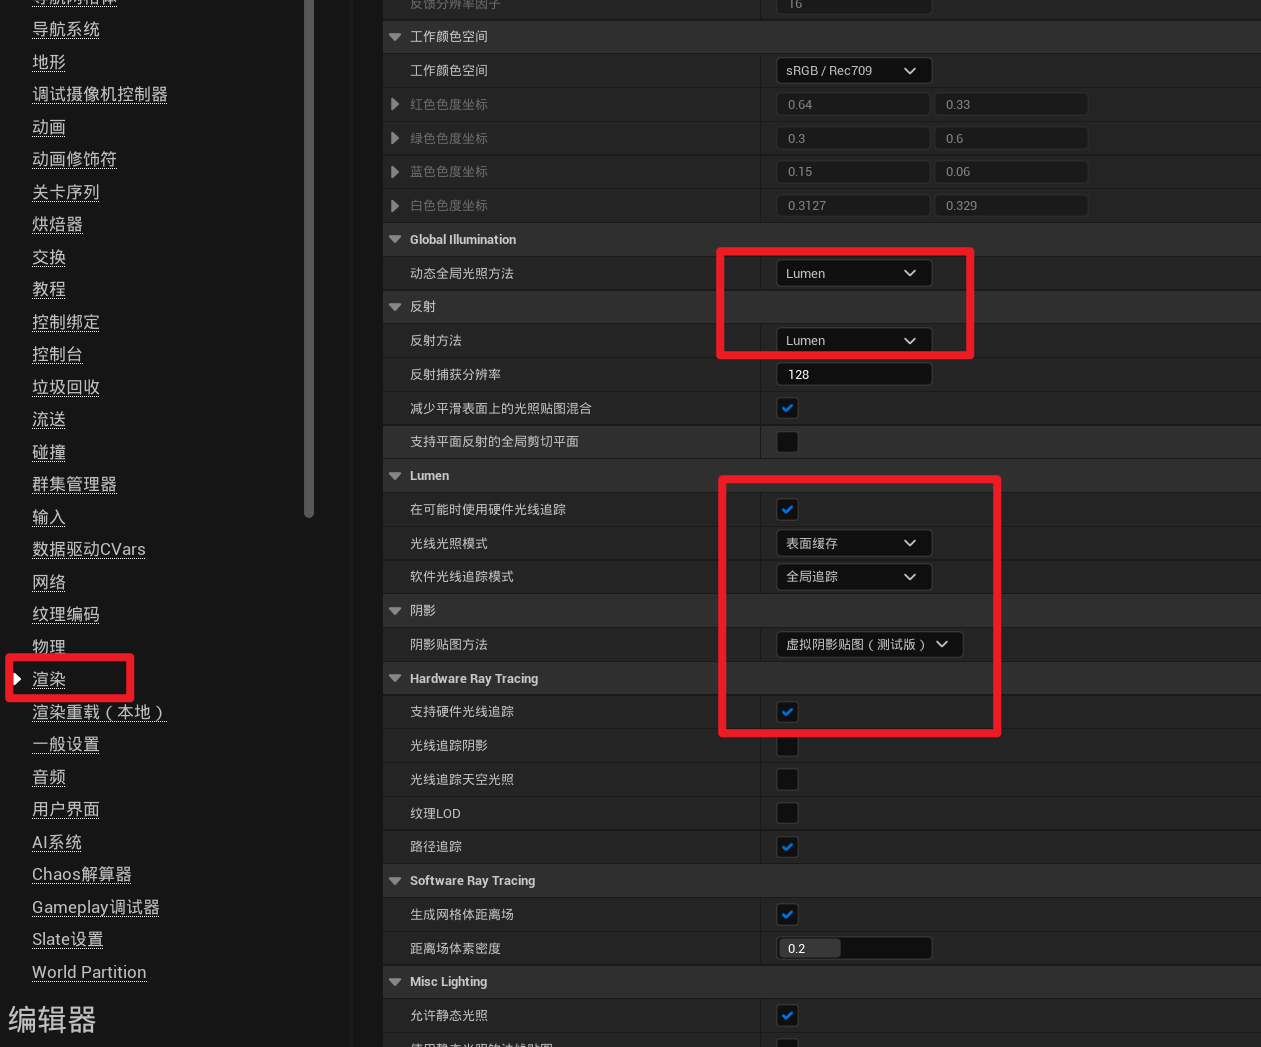 导航网格体
导航系统
地形
调试摄像机控制器
动画
动画修饰符
关卡序列
烘焙器
交换
教程
控制绑定
控制台
垃圾回收
流送
碰撞
群集管理器
输入
数据驱动CVars
网络
纹理编码
物理
渲染
渲染重载（本地）
一般设置
音频
用户界面
AI系统
Chaos解算器
Gameplay调试器
Slate设置
World Partition
编辑器
反馈分辨率因子 16
工作颜色空间
工作颜色空间 sRGB / Rec709
红色色度坐标 0.64 0.33
绿色色度坐标 0.3 0.6
蓝色色度坐标 0.15 0.06
白色色度坐标 0.3127 0.329
Global Illumination
动态全局光照方法 Lumen
反射
反射方法 Lumen
反射捕获分辨率 128
减少平滑表面上的光照贴图混合
支持平面反射的全局剪切平面
Lumen
在可能时使用硬件光线追踪
光线光照模式 表面缓存
软件光线追踪模式 全局追踪
阴影
阴影贴图方法 虚拟阴影贴图（测试版）
Hardware Ray Tracing
支持硬件光线追踪
光线追踪阴影
光线追踪天空光照
纹理LOD
路径追踪
Software Ray Tracing
生成网格体距离场
距离场体素密度 0.2
Misc Lighting
允许静态光照